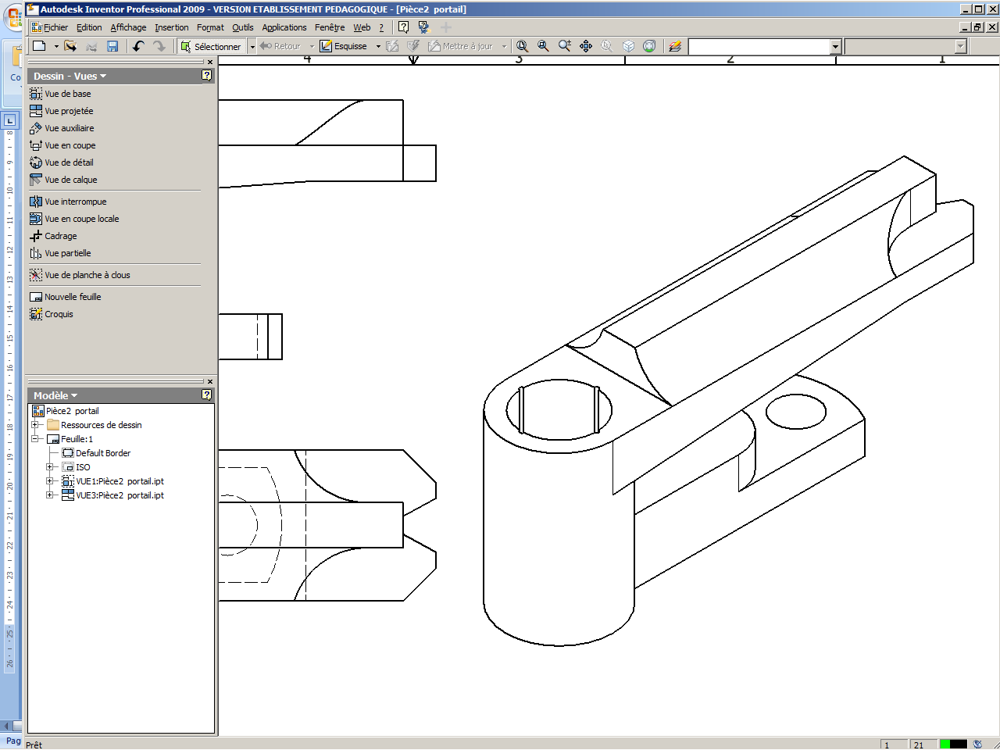 Autodesk Inventor Professional 2009 - VERSION ETABLISSEMENT PEDAGOGIQUE - [Pièce2 portail]
Fichier Edition Affichage Insertion Format Outils Applications Fenêtre Web ?
Sélectionner Retour Esquisse Mettre à jour
4 3 2 1
Co
Dessin - Vues
Vue de base
Vue projetée
Vue auxiliaire
Vue en coupe
Vue de détail
Vue de calque
Vue interrompue
Vue en coupe locale
Cadrage
Vue partielle
Vue de planche à clous
Nouvelle feuille
Croquis
Modèle
Pièce2 portail
Ressources de dessin
Feuille:1
Default Border
ISO
VUE1:Pièce2 portail.ipt
VUE3:Pièce2 portail.ipt
L
8
9
10
11
12
13
14
15
16
17
18
19
20
21
22
23
24
25
26
Pag
Prêt
1 21